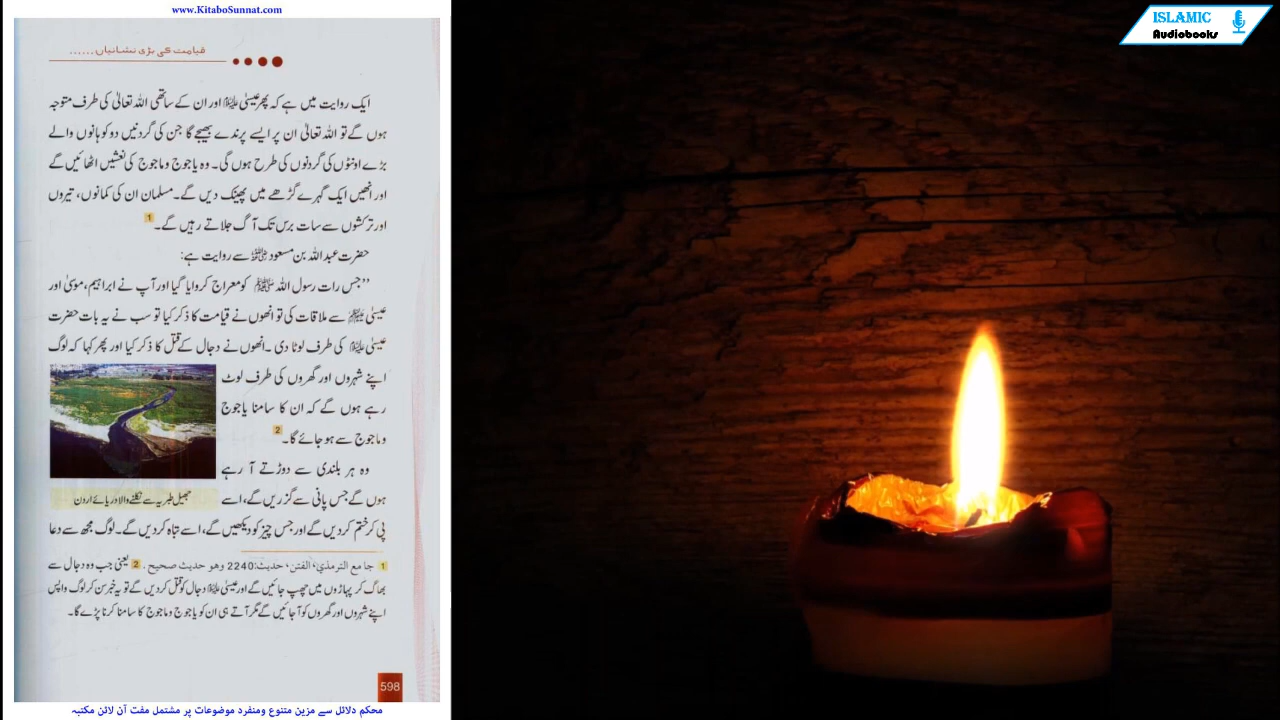 www.KitaboSunnat.com
قیامت کی بڑی نشانیاں......
ایک روایت میں ہے کہ پھر عیسیٰ علیہ السلام اور ان کے ساتھی اللہ تعالیٰ کی طرف متوجہ
ہوں گے تو اللہ تعالیٰ ان پر ایسے پرندے بھیجے گا جن کی گردنیں دو کوہانوں والے
بڑے اونٹوں کی گردنوں کی طرح ہوں گی۔ وہ یاجوج وماجوج کی نعشیں اٹھائیں گے
اور انھیں ایک گہرے گڑھے میں پھینک دیں گے۔ مسلمان ان کی کمانوں، تیروں
اور ترکشوں سے سات برس تک آگ جلاتے رہیں گے۔ 1
حضرت عبداللہ بن مسعود رضی اللہ عنہ سے روایت ہے:
’’جس رات رسول اللہ ﷺ کو معراج کروایا گیا اور آپ نے ابراہیم، موسیٰ اور
عیسیٰ علیہم السلام سے ملاقات کی تو انھوں نے قیامت کا ذکر کیا تو سب نے یہ بات حضرت
عیسیٰ علیہ السلام کی طرف لوٹا دی۔ انھوں نے دجال کے قتل کا ذکر کیا اور پھر کہا کہ لوگ
اپنے شہروں اور گھروں کی طرف لوٹ
رہے ہوں گے کہ ان کا سامنا یاجوج
وماجوج سے ہو جائے گا۔ 2
وہ ہر بلندی سے دوڑتے آ رہے
ہوں گے جس پانی سے گزریں گے، اسے
جھیل طبریہ سے نکلنے والا دریائے اردن
پی کر ختم کر دیں گے اور جس چیز کو دیکھیں گے، اسے تباہ کر دیں گے۔ لوگ مجھ سے دعا
1 جامع الترمذي، الفتن، حديث:2240 وهو حديث صحيح. 2 یعنی جب وہ دجال سے
بھاگ کر پہاڑوں میں چھپ جائیں گے اور عیسیٰ علیہ السلام دجال کو قتل کر دیں گے تو یہ خبر سن کر لوگ واپس
اپنے شہروں اور گھروں کو آ جائیں گے مگر آتے ہی ان کو یاجوج وماجوج کا سامنا کرنا پڑے گا۔
598
محکم دلائل سے مزین متنوع ومنفرد موضوعات پر مشتمل مفت آن لائن مکتبہ
ISLAMIC
Audiobooks